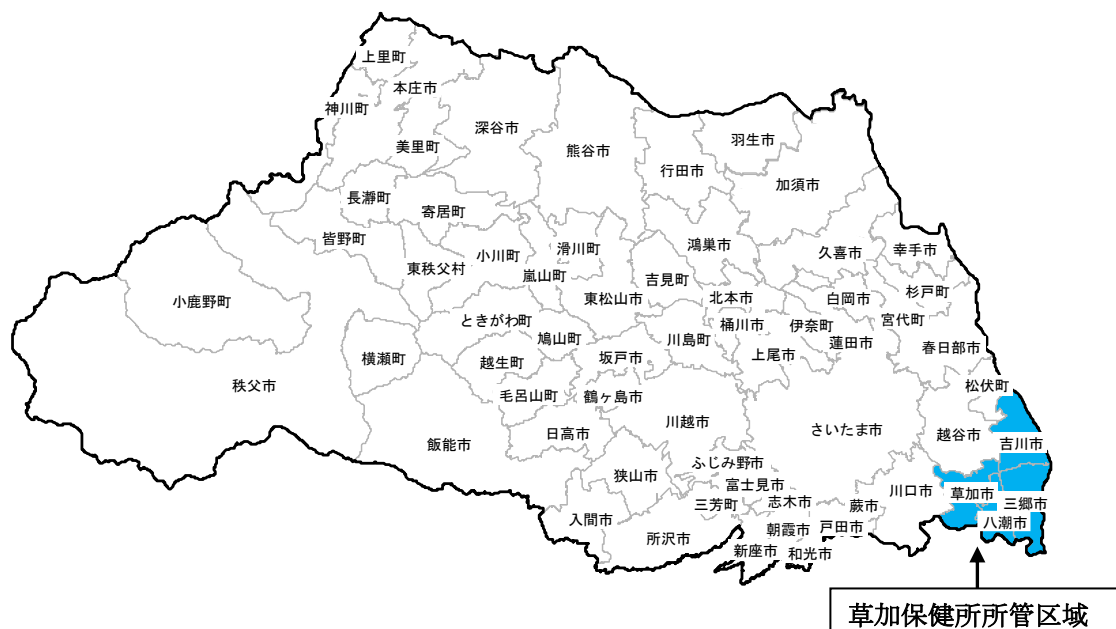 上里町
本庄市
神川町
深谷市
羽生市
美里町
熊谷市
行田市
加須市
長瀞町
寄居町
皆野町
鴻巣市
滑川町
小川町
久喜市
幸手市
東秩父村
嵐山町
吉見町
小鹿野町
東松山市
北本市
白岡市
杉戸町
ときがわ町
桶川市
伊奈町
宮代町
鳩山町
川島町
蓮田市
春日部市
横瀬町
越生町
坂戸市
上尾市
秩父市
松伏町
毛呂山町
鶴ヶ島市
川越市
さいたま市
越谷市
飯能市
日高市
吉川市
ふじみ野市
狭山市
富士見市
川口市
草加市
三芳町
志木市
蕨市
三郷市
入間市
八潮市
所沢市
朝霞市
戸田市
新座市
和光市
草加保健所所管区域